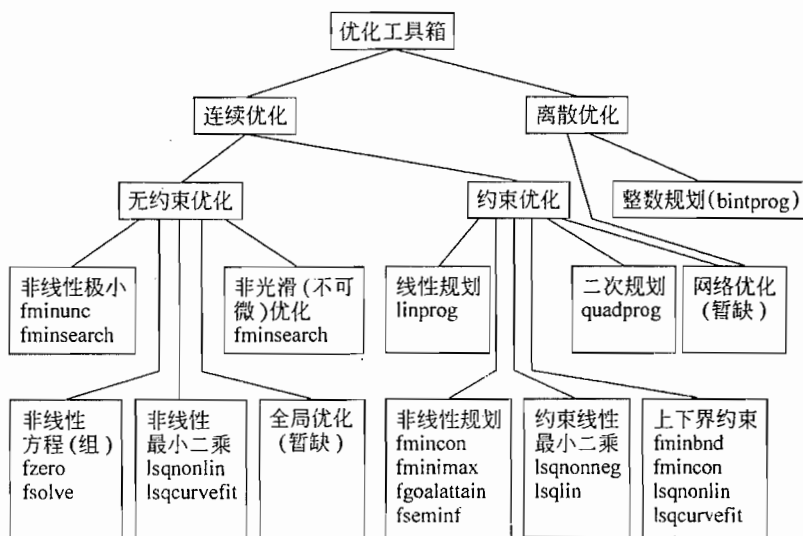 优化工具箱
连续优化
离散优化
无约束优化
约束优化
整数规划(bintprog)
非线性极小
fminunc
fminsearch
非光滑(不可
微)优化
fminsearch
线性规划
linprog
二次规划
quadprog
网络优化
(暂缺)
非线性
方程(组)
fzero
fsolve
非线性
最小二乘
lsqnonlin
lsqcurvefit
全局优化
(暂缺)
非线性规划
fmincon
fminimax
fgoalattain
fseminf
约束线性
最小二乘
lsqnonneg
lsqlin
上下界约束
fminbnd
fmincon
lsqnonlin
lsqcurvefit